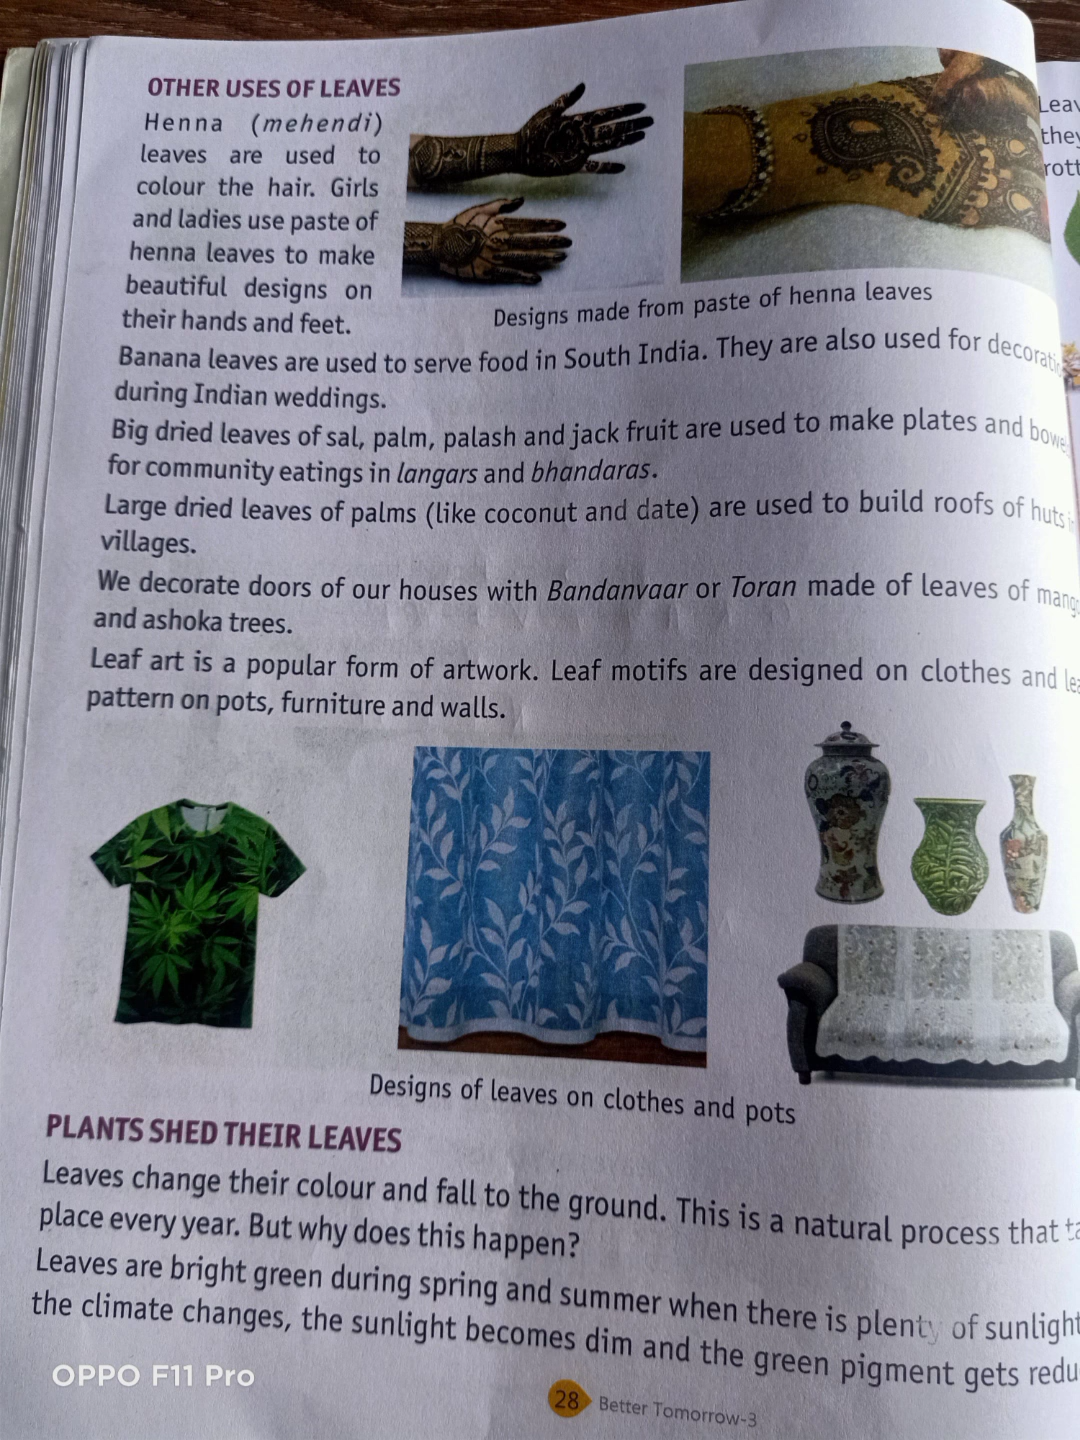 OTHER USES OF LEAVES
Henna (mehendi)
leaves are used to
colour the hair. Girls
and ladies use paste of
henna leaves to make
beautiful designs on
their hands and feet.
Designs made from paste of henna leaves
Banana leaves are used to serve food in South India. They are also used for
during Indian weddings.
Big dried leaves of sal, palm, palash and jack fruit are used to make plates and
for community eatings in langars and bhandaras.
Large dried leaves of palms (like coconut and date) are used to build roofs of huts
villages.
We decorate doors of our houses with Bandanvaar or Toran made of leaves of
and ashoka trees.
Leaf art is a popular form of artwork. Leaf motifs are designed on clothes and
pattern on pots, furniture and walls.
Designs of leaves on clothes and pots
PLANTS SHED THEIR LEAVES
Leaves change their colour and fall to the ground. This is a natural process that
place every year. But why does this happen?
Leaves are bright green during spring and summer when there is plenty of sunlight
the climate changes, the sunlight becomes dim and the green pigment gets
28 Better Tomorrow-3
OPPO F11 Pro
they